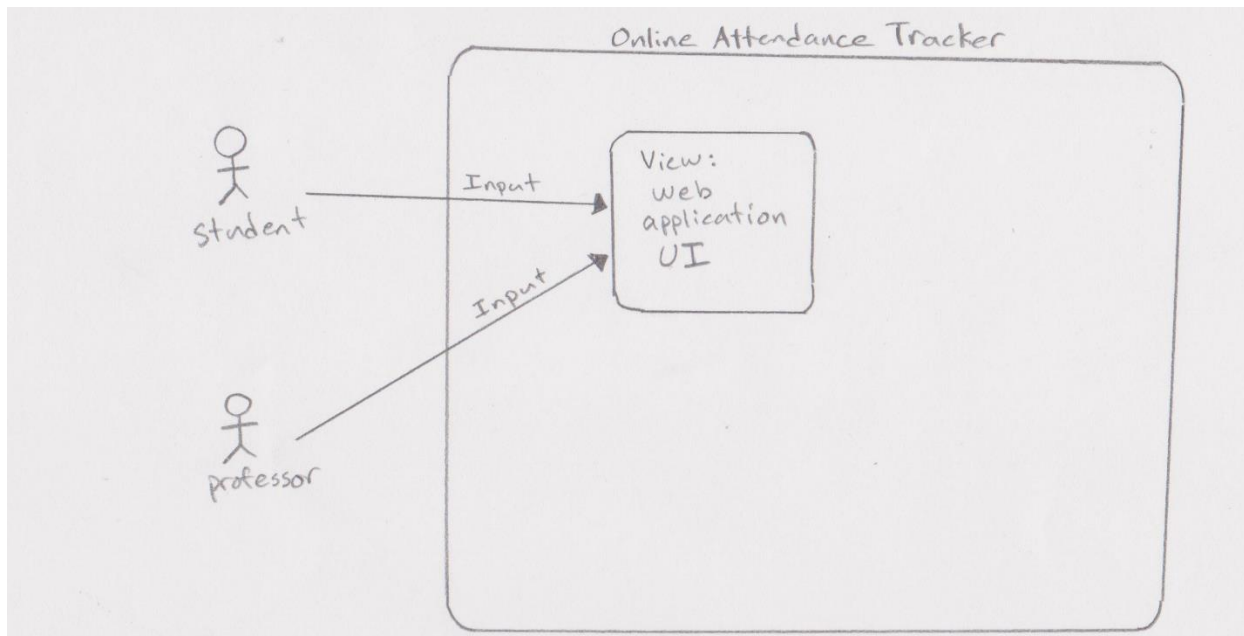 Online Attendance Tracker
View:
web
application
UI
Input
student
Input
professor